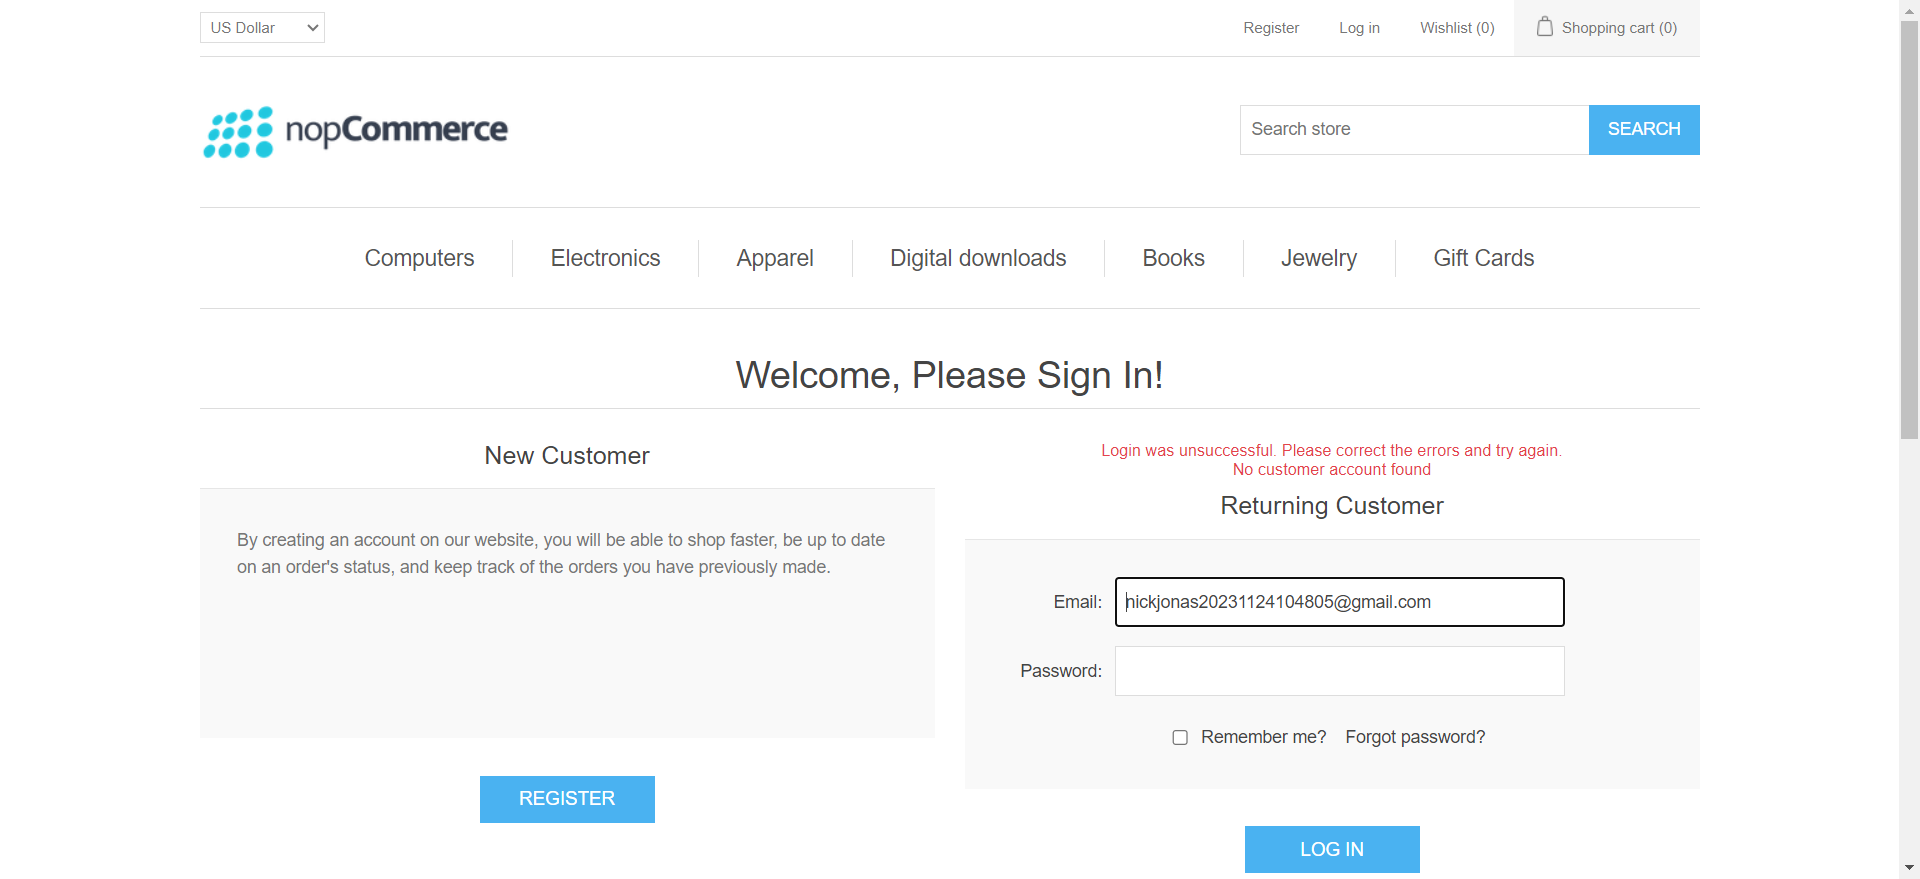 US Dollar
Register
Log in
Wishlist (0)
Shopping cart (0)
nopCommerce
Search store
SEARCH
Computers
Electronics
Apparel
Digital downloads
Books
Jewelry
Gift Cards
Welcome, Please Sign In!
New Customer
By creating an account on our website, you will be able to shop faster, be up to date
on an order's status, and keep track of the orders you have previously made.
REGISTER
Login was unsuccessful. Please correct the errors and try again.
No customer account found
Returning Customer
Email:
nickjonas20231124104805@gmail.com
Password:
Remember me?
Forgot password?
LOG IN